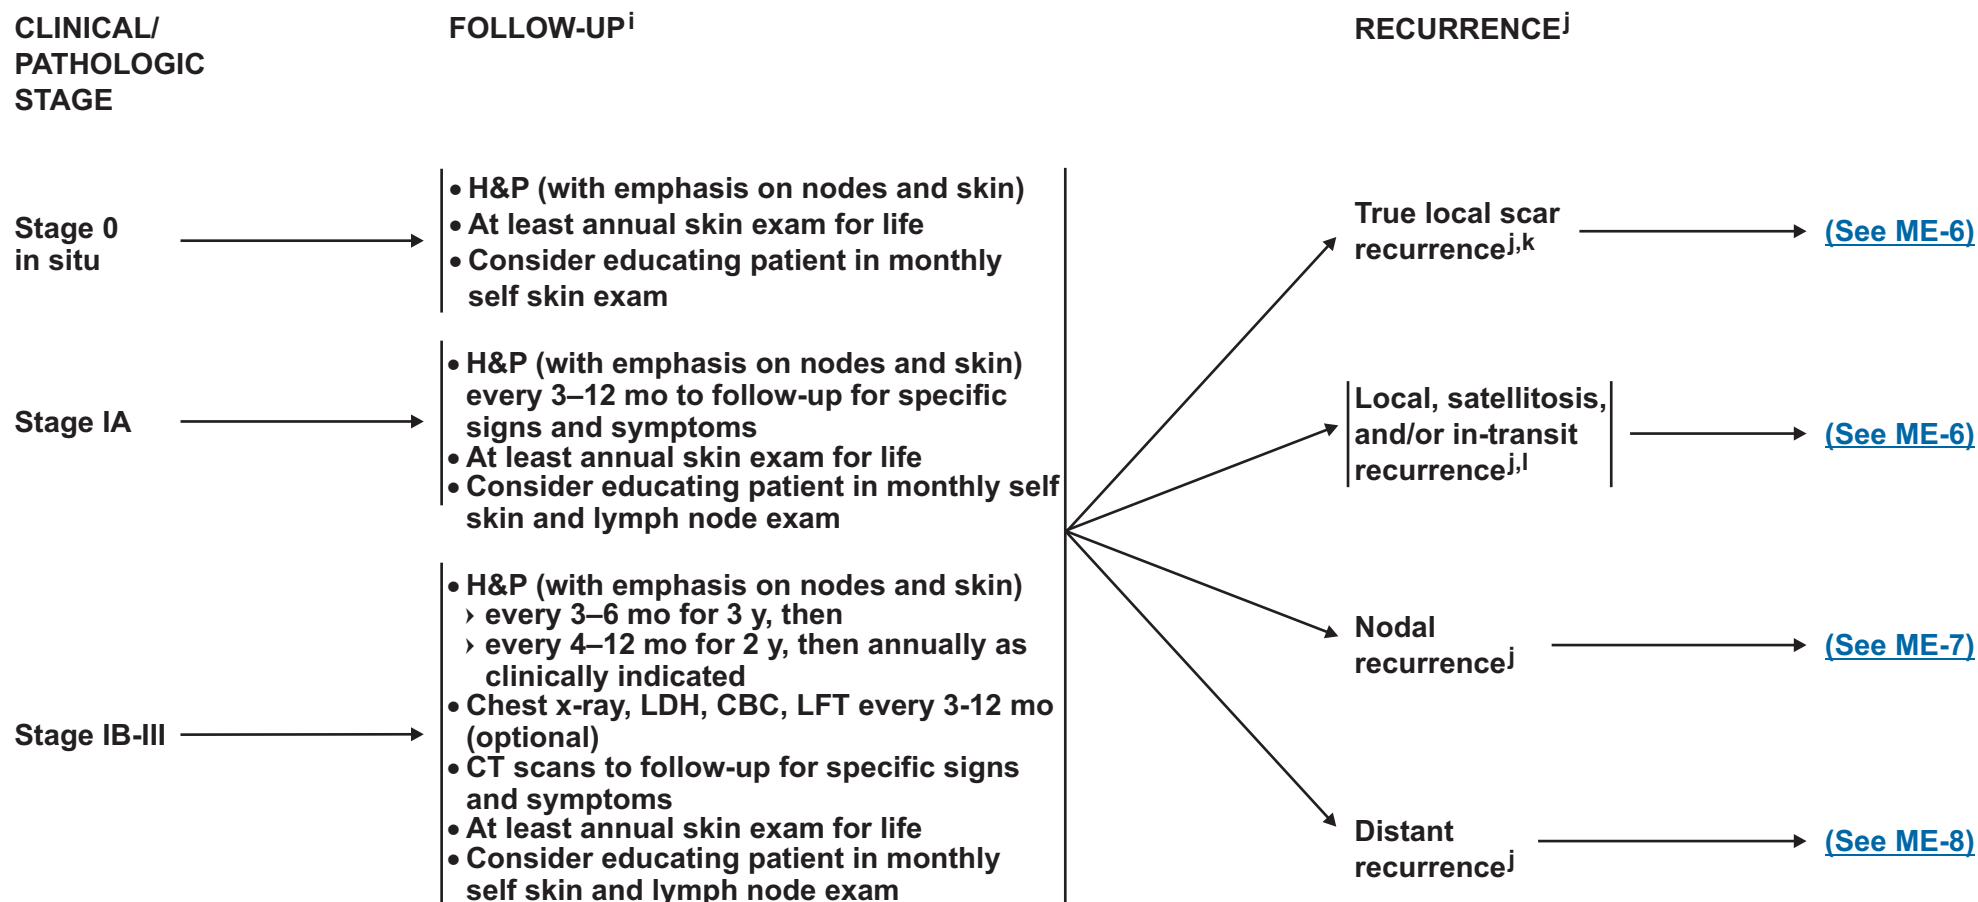 CLINICAL/
PATHOLOGIC
STAGE
FOLLOW-UP i
RECURRENCE j
Stage 0
in situ
• H&P (with emphasis on nodes and skin)
• At least annual skin exam for life
• Consider educating patient in monthly
self skin exam
Stage IA
• H&P (with emphasis on nodes and skin)
every 3–12 mo to follow-up for specific
signs and symptoms
• At least annual skin exam for life
• Consider educating patient in monthly self
skin and lymph node exam
Stage IB-III
• H&P (with emphasis on nodes and skin)
› every 3–6 mo for 3 y, then
› every 4–12 mo for 2 y, then annually as
clinically indicated
• Chest x-ray, LDH, CBC, LFT every 3-12 mo
(optional)
• CT scans to follow-up for specific signs
and symptoms
• At least annual skin exam for life
• Consider educating patient in monthly
self skin and lymph node exam
True local scar
recurrence j,k
(See ME-6)
Local, satellitosis,
and/or in-transit
recurrence j,l
(See ME-6)
Nodal
recurrence j
(See ME-7)
Distant
recurrence j
(See ME-8)